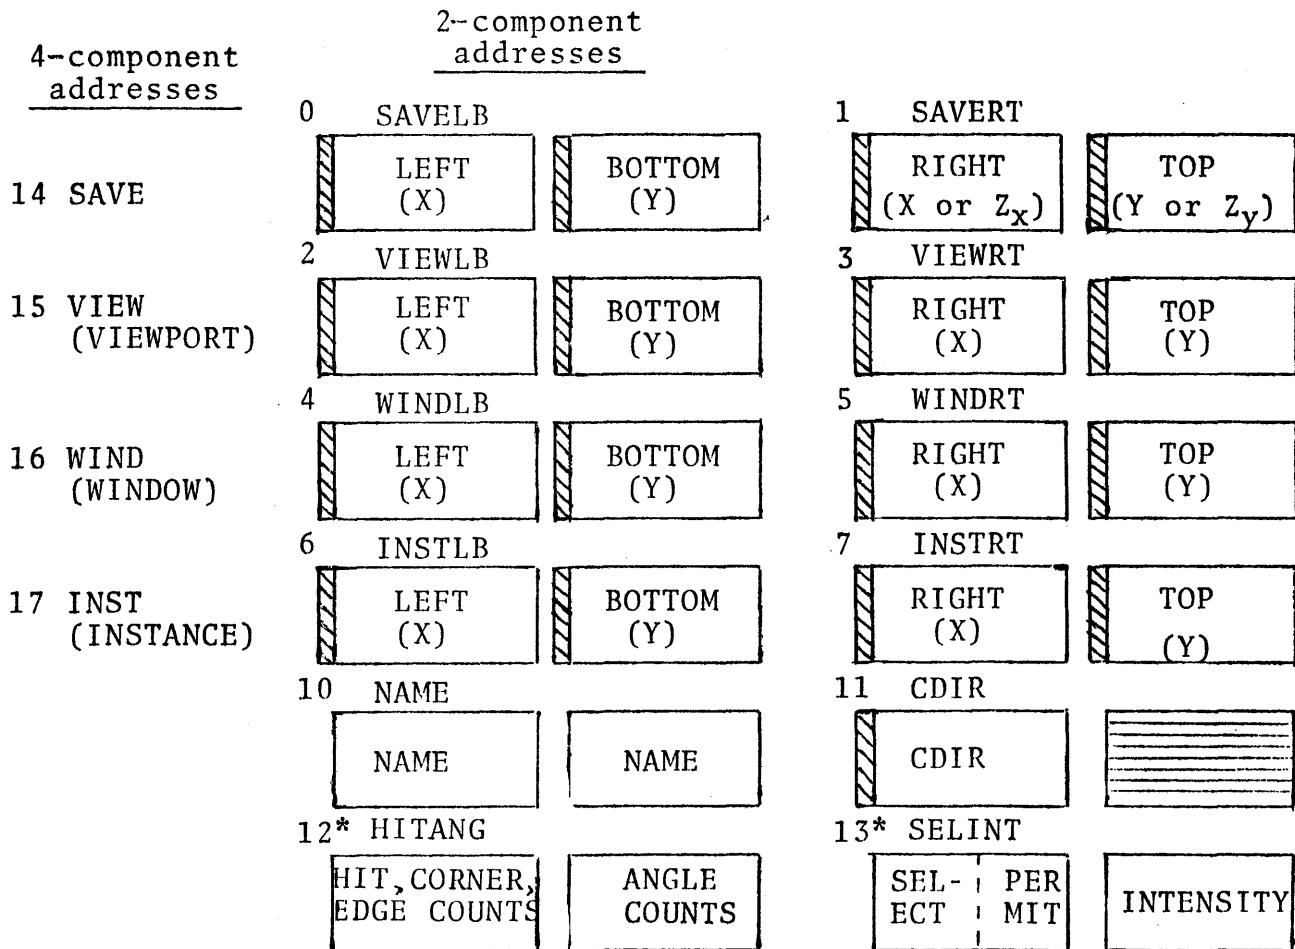 2-component
addresses
4-component
addresses
0 SAVELB
1 SAVERT
14 SAVE
LEFT
(X)
BOTTOM
(Y)
RIGHT
(X or Zx)
TOP
(Y or Zy)
2 VIEWLB
3 VIEWRT
15 VIEW
(VIEWPORT)
LEFT
(X)
BOTTOM
(Y)
RIGHT
(X)
TOP
(Y)
4 WINDLB
5 WINDRT
16 WIND
(WINDOW)
LEFT
(X)
BOTTOM
(Y)
RIGHT
(X)
TOP
(Y)
6 INSTLB
7 INSTRT
17 INST
(INSTANCE)
LEFT
(X)
BOTTOM
(Y)
RIGHT
(X)
TOP
(Y)
10 NAME
11 CDIR
NAME
NAME
CDIR
12* HITANG
13* SELINT
HIT, CORNER,
EDGE COUNTS
ANGLE
COUNTS
SEL-
ECT
PER
MIT
INTENSITY